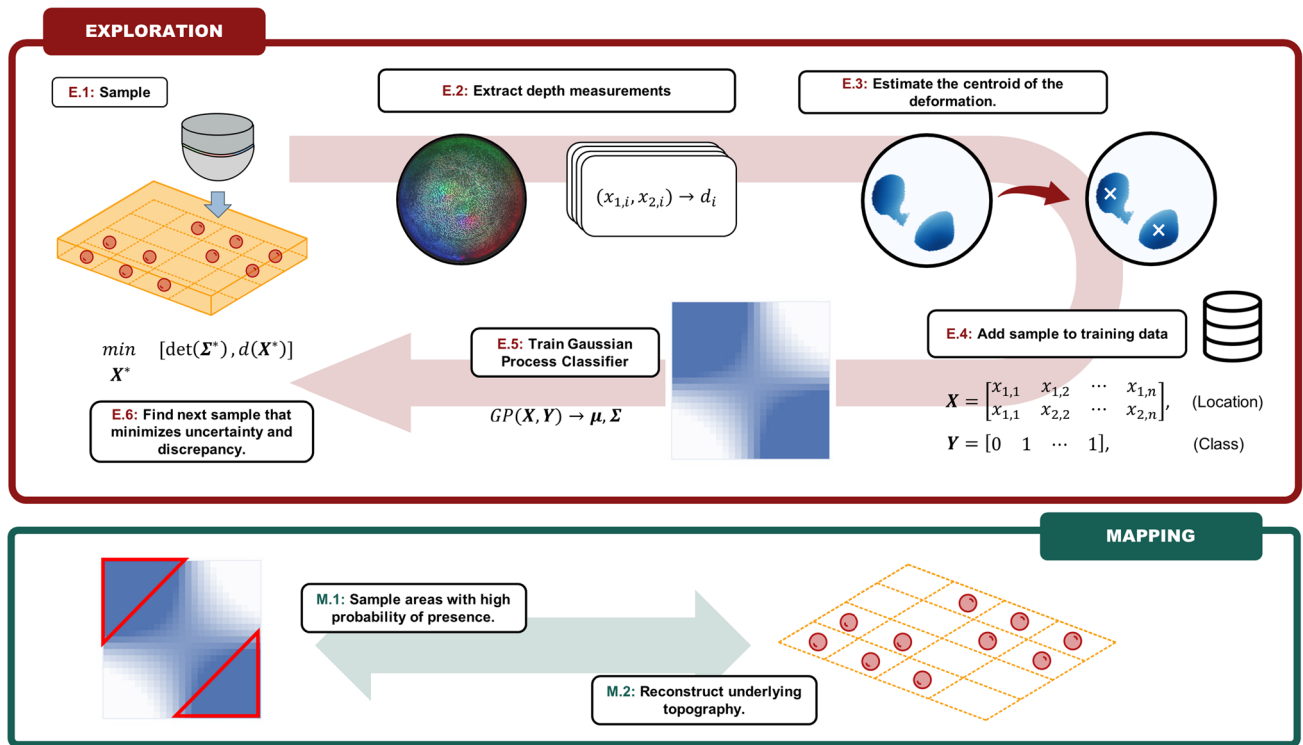 EXPLORATION
E.1: Sample
E.2: Extract depth measurements
(x₁,ᵢ, x₂,ᵢ) → dᵢ
E.3: Estimate the centroid of the
deformation.
E.4: Add sample to training data
X = [x₁,₁ x₁,₂ ⋯ x₁,ₙ
x₁,₁ x₂,₂ ⋯ x₂,ₙ], (Location)
Y = [0 1 ⋯ 1], (Class)
E.5: Train Gaussian
Process Classifier
GP(X, Y) → μ, Σ
min [det(Σ*), d(X*)]
X*
E.6: Find next sample that
minimizes uncertainty and
discrepancy.
MAPPING
M.1: Sample areas with high
probability of presence.
M.2: Reconstruct underlying
topography.